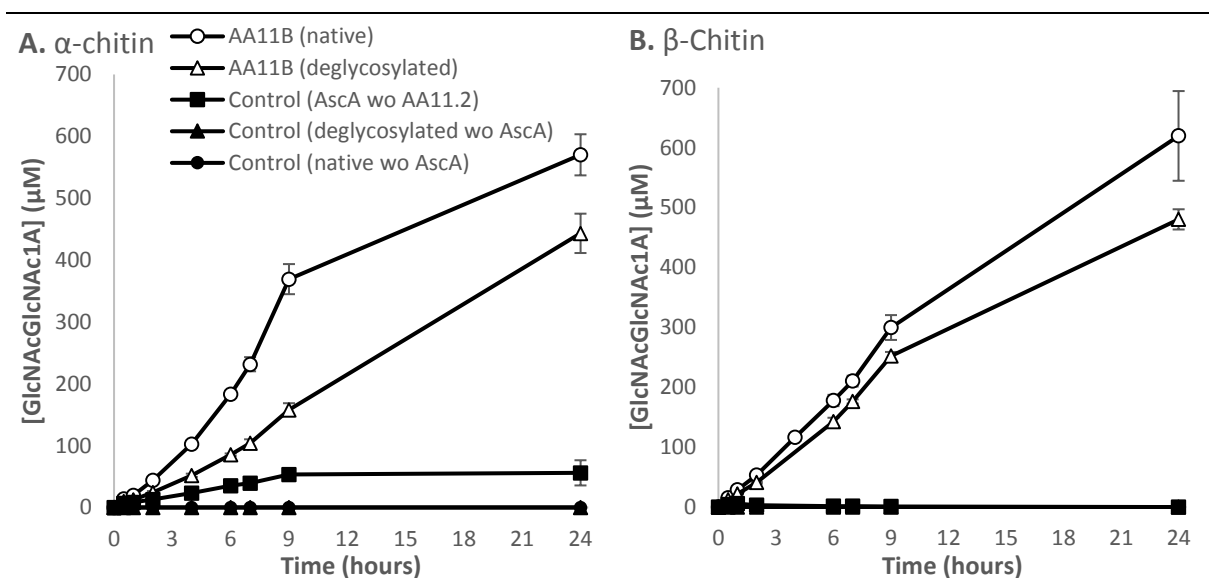 A. α-chitin
AA11B (native)
AA11B (deglycosylated)
Control (AscA wo AA11.2)
Control (deglycosylated wo AscA)
Control (native wo AscA)
700
600
500
400
300
200
100
0
[GlcNAcGlcNAc1A] (µM)
0 3 6 9 12 15 18 21 24
Time (hours)
B. β-Chitin
700
600
500
400
300
200
100
0
[GlcNAcGlcNAc1A] (µM)
0 3 6 9 12 15 18 21 24
Time (hours)